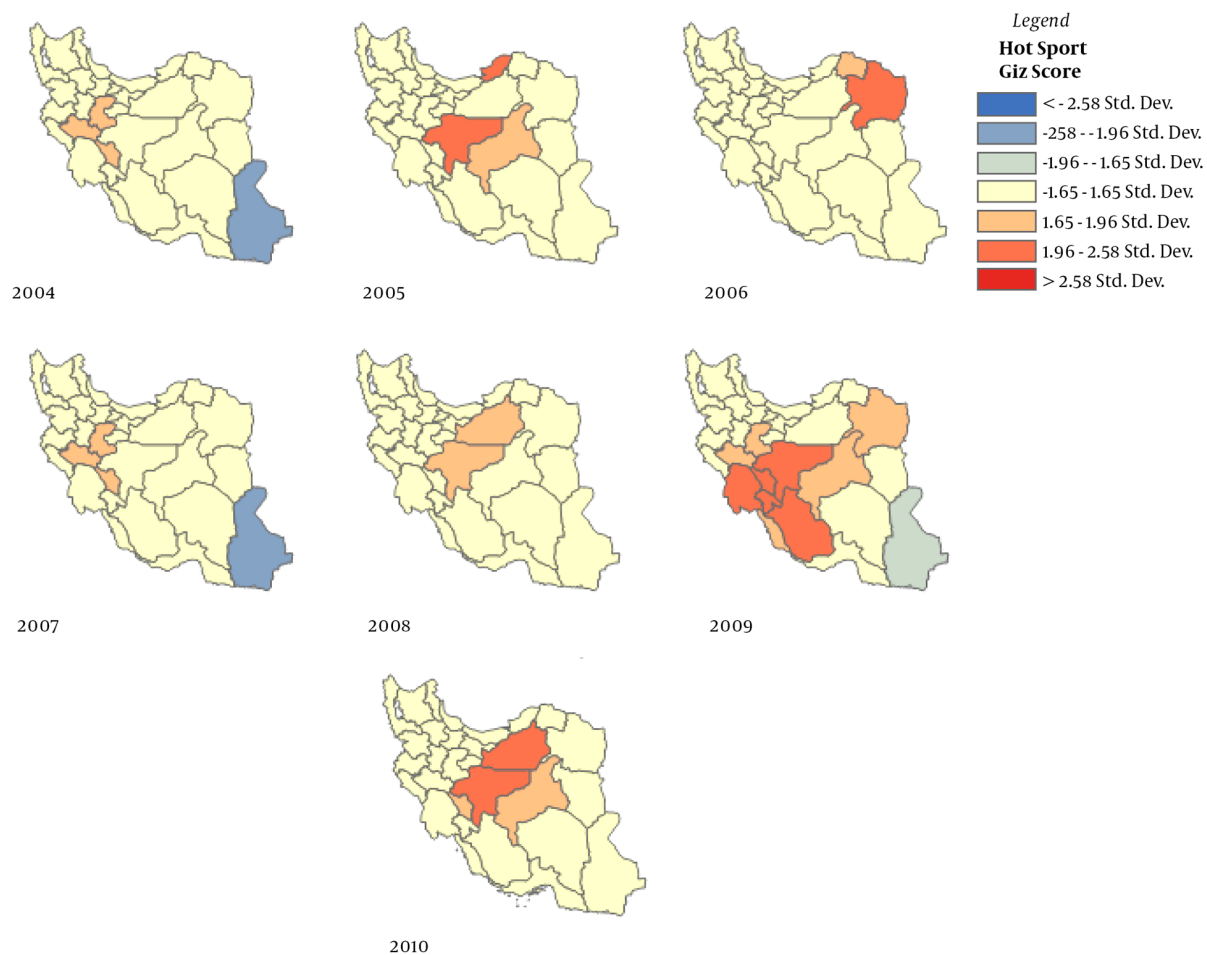 Legend
Hot Sport
Giz Score
< - 2.58 Std. Dev.
-258 - -1.96 Std. Dev.
-1.96 - -1.65 Std. Dev.
-1.65 - 1.65 Std. Dev.
1.65 - 1.96 Std. Dev.
1.96 - 2.58 Std. Dev.
> 2.58 Std. Dev.
2004
2005
2006
2007
2008
2009
2010